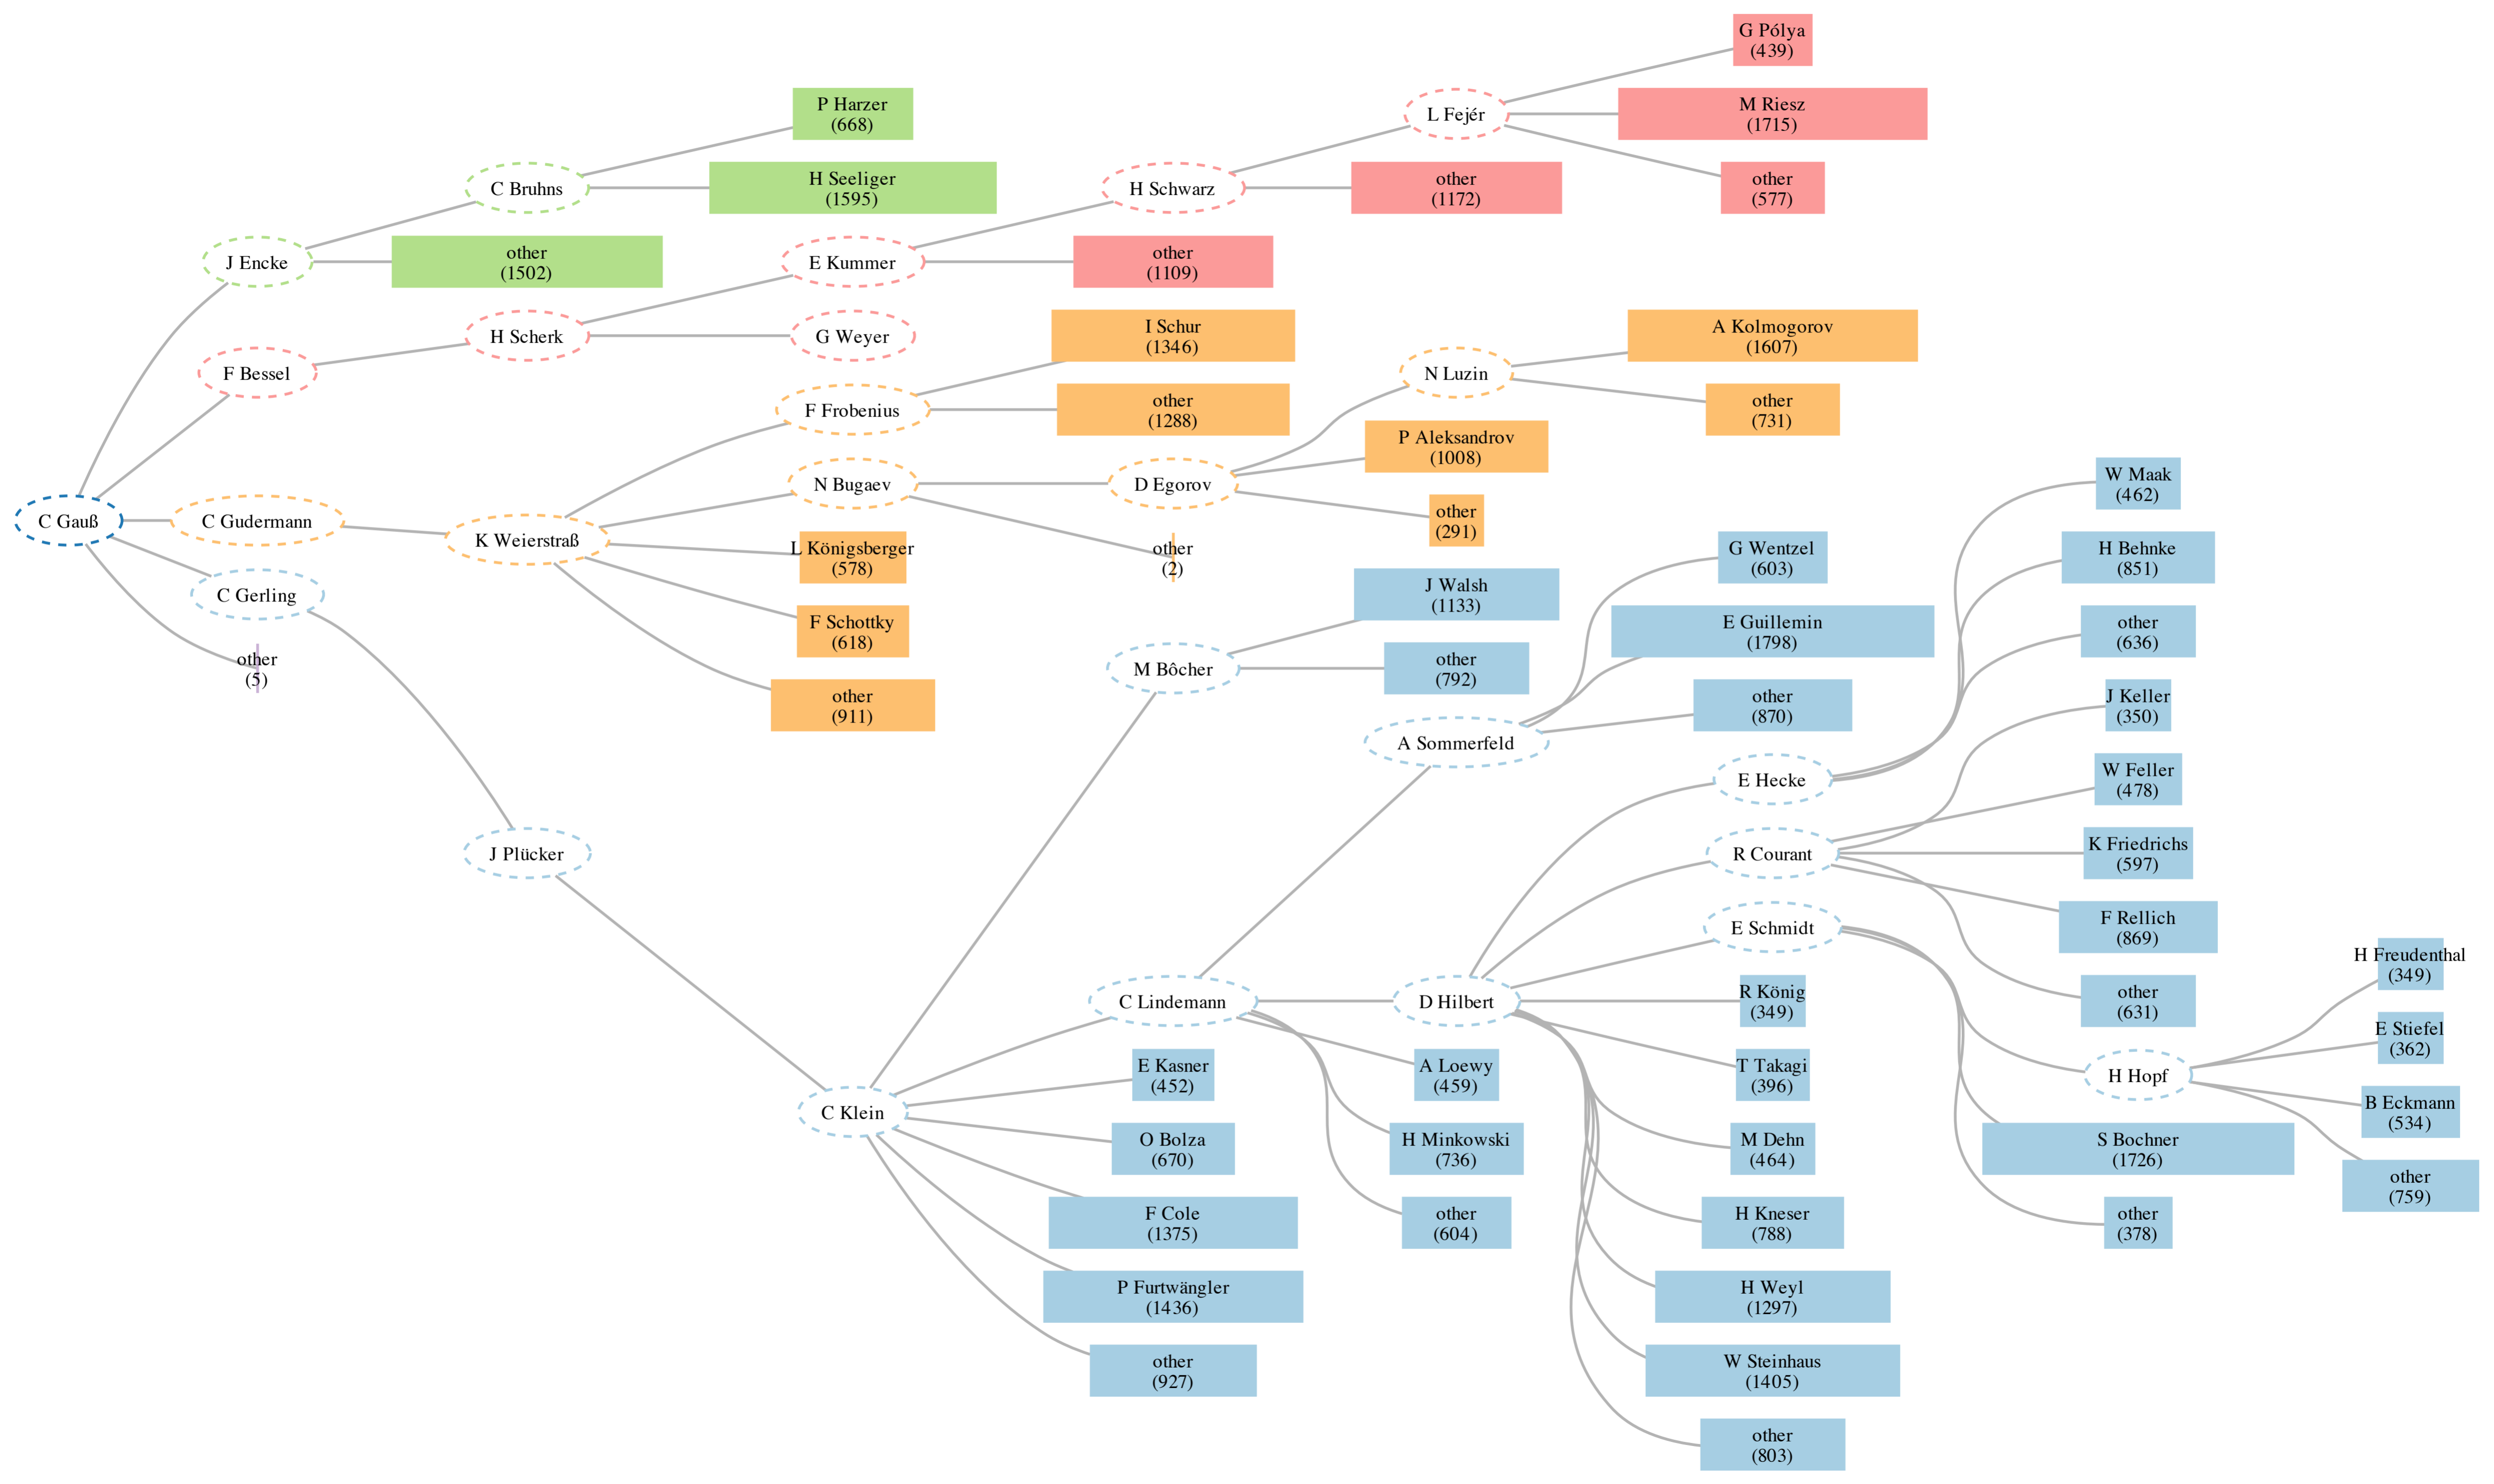 G Pólya
(439)
P Harzer
(668)
L Fejér
M Riesz
(1715)
C Bruhns
H Seeliger
(1595)
H Schwarz
other
(1172)
other
(577)
J Encke
other
(1502)
E Kummer
other
(1109)
H Scherk
G Weyer
I Schur
(1346)
A Kolmogorov
(1607)
F Bessel
N Luzin
F Frobenius
other
(1288)
other
(731)
P Aleksandrov
(1008)
N Bugaev
D Egorov
W Maak
(462)
C Gauß
C Gudermann
K Weierstraß
other
(291)
L Königsberger
(578)
other
(2)
G Wentzel
(603)
H Behnke
(851)
C Gerling
J Walsh
(1133)
F Schottky
(618)
E Guillemin
(1798)
other
(636)
other
(5)
M Bôcher
other
(792)
other
(911)
other
(870)
J Keller
(350)
A Sommerfeld
E Hecke
W Feller
(478)
J Plücker
R Courant
K Friedrichs
(597)
E Schmidt
F Rellich
(869)
H Freudenthal
(349)
C Lindemann
D Hilbert
R König
(349)
other
(631)
E Stiefel
(362)
E Kasner
(452)
A Loewy
(459)
T Takagi
(396)
H Hopf
B Eckmann
(534)
C Klein
O Bolza
(670)
H Minkowski
(736)
M Dehn
(464)
S Bochner
(1726)
other
(759)
F Cole
(1375)
other
(604)
H Kneser
(788)
other
(378)
P Furtwängler
(1436)
H Weyl
(1297)
other
(927)
W Steinhaus
(1405)
other
(803)